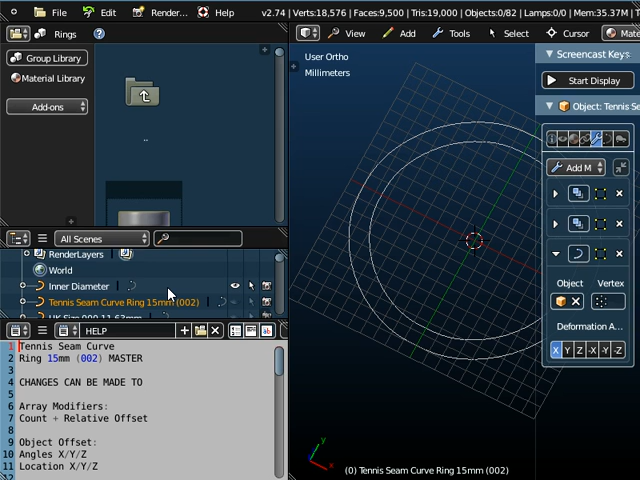 File Edit Render... Help v2.74 | Verts:18,576 | Faces:9,500 | Tris:19,000 | Objects:0/82 | Lamps:0/0 | Mem:35.37M | T
Rings
View Add Tools Select Cursor Mate
Group Library
Material Library
Add-ons
..
User Ortho
Millimeters
Screencast Keys
Start Display
Object: Tennis Se
Add M
Object Vertex
Deformation A...
X Y Z -X -Y -Z
All Scenes
RenderLayers
World
Inner Diameter
Tennis Seam Curve Ring 15mm (002)
HELP
1 Tennis Seam Curve
2 Ring 15mm (002) MASTER
3
4 CHANGES CAN BE MADE TO
5
6 Array Modifiers:
7 Count + Relative Offset
8
9 Object Offset:
10 Angles X/Y/Z
11 Location X/Y/Z
y
x
(0) Tennis Seam Curve Ring 15mm (002)